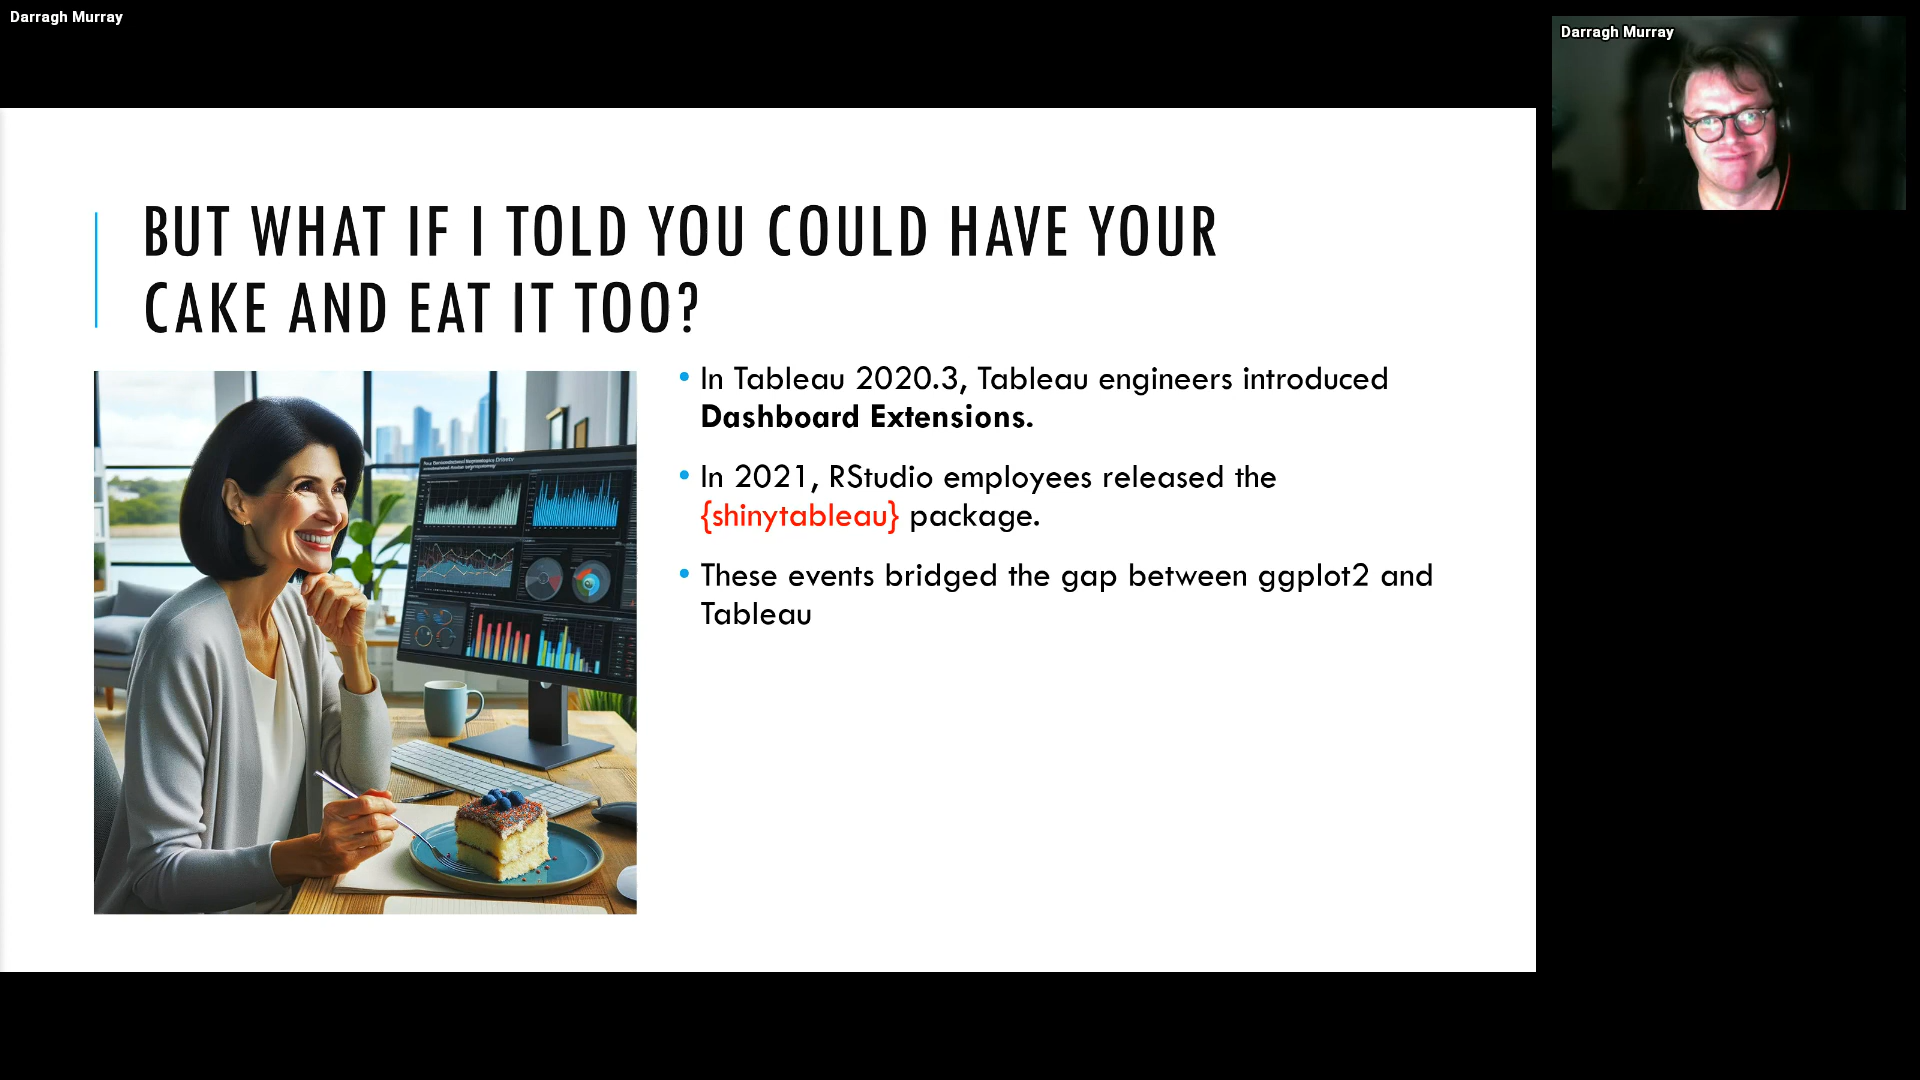 Darragh Murray
Darragh Murray
BUT WHAT IF I TOLD YOU COULD HAVE YOUR
CAKE AND EAT IT TOO?
• In Tableau 2020.3, Tableau engineers introduced
Dashboard Extensions.
• In 2021, RStudio employees released the
{shinytableau} package.
• These events bridged the gap between ggplot2 and
Tableau